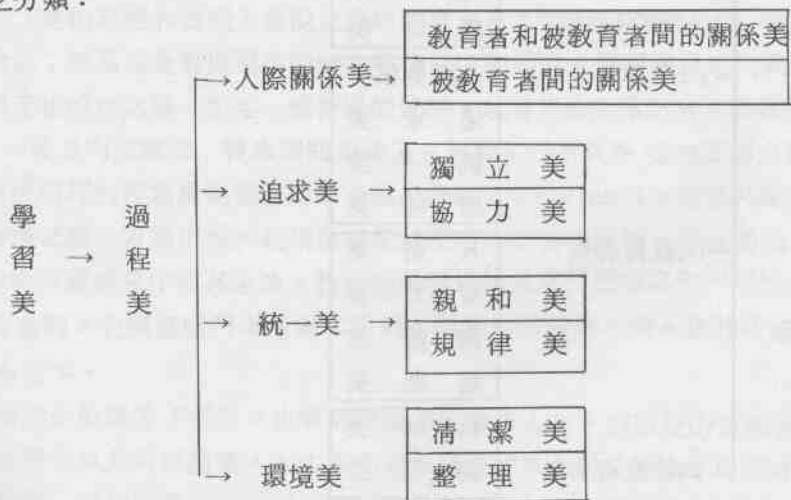 之分類：
教育者和被教育者間的關係美
→人際關係美→
被教育者間的關係美
獨立美
→ 追求美 →
協力美
學習美 → 過程美
親和美
→ 統一美 →
規律美
清潔美
→ 環境美
整理美